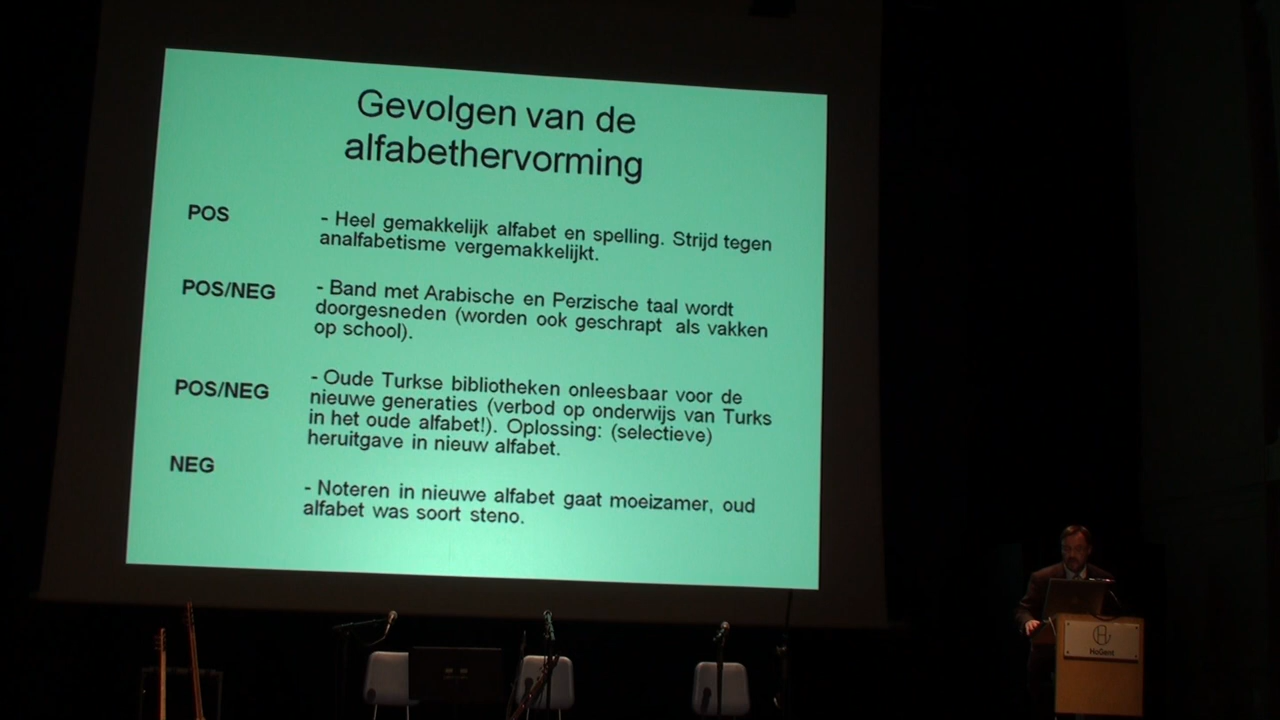 Gevolgen van de
alfabethervorming
POS
- Heel gemakkelijk alfabet en spelling. Strijd tegen
analfabetisme vergemakkelijkt.
POS/NEG
- Band met Arabische en Perzische taal wordt
doorgesneden (worden ook geschrapt als vakken
op school).
POS/NEG
- Oude Turkse bibliotheken onleesbaar voor de
nieuwe generaties (verbod op onderwijs van Turks
in het oude alfabet!). Oplossing: (selectieve)
heruitgave in nieuw alfabet.
NEG
- Noteren in nieuwe alfabet gaat moeizamer, oud
alfabet was soort steno.
HoGent